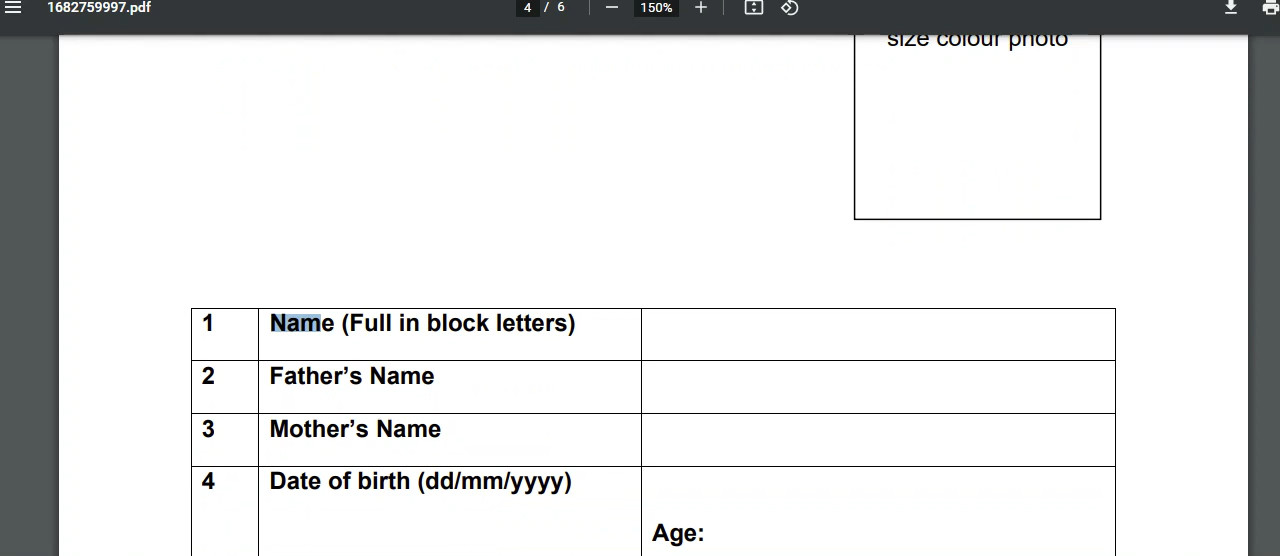 1682759997.pdf 4 / 6 150%
size colour photo
1 Name (Full in block letters)
2 Father’s Name
3 Mother’s Name
4 Date of birth (dd/mm/yyyy)
Age: